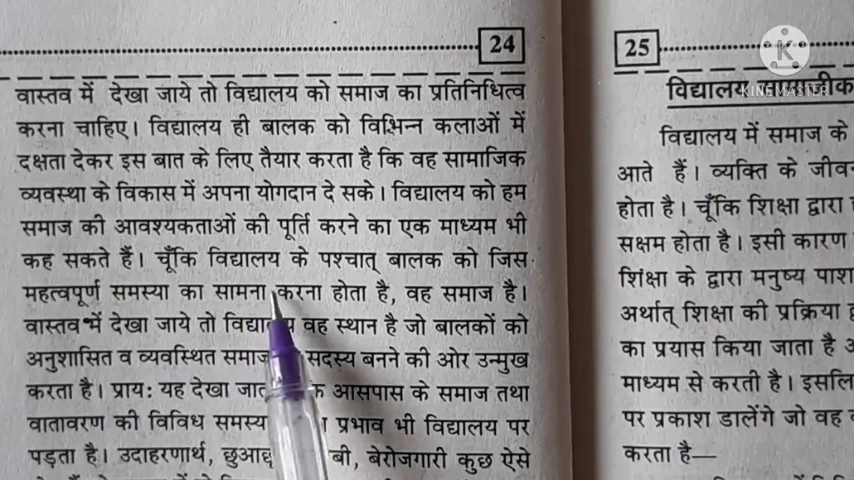 24
वास्तव में देखा जाये तो विद्यालय को समाज का प्रतिनिधित्व
करना चाहिए। विद्यालय ही बालक को विभिन्न कलाओं में
दक्षता देकर इस बात के लिए तैयार करता है कि वह सामाजिक
व्यवस्था के विकास में अपना योगदान दे सके। विद्यालय को हम
समाज की आवश्यकताओं की पूर्ति करने का एक माध्यम भी
कह सकते हैं। चूँकि विद्यालय के पश्चात् बालक को जिस
महत्वपूर्ण समस्या का सामना करना होता है, वह समाज है।
वास्तव में देखा जाये तो विद्यालय वह स्थान है जो बालकों को
अनुशासित व व्यवस्थित समाज सदस्य बनने की ओर उन्मुख
करता है। प्राय: यह देखा आसपास के समाज तथा
वातावरण की विविध प्रभाव भी विद्यालय पर
पड़ता है। उदाहरणार्थ, बेरोजगारी कुछ ऐसे
25
विद्यालय सामाजीक
विद्यालय में समाज के
आते हैं। व्यक्ति के
होता है। चूँकि शिक्षा द्वारा
सक्षम होता है। इसी कारण
शिक्षा के द्वारा मनुष्य
अर्थात् शिक्षा की प्रक्रिया
का प्रयास किया जाता है
माध्यम से करती है।
पर प्रकाश डालेंगे जो वह
करता है—
K
KINEMASTER